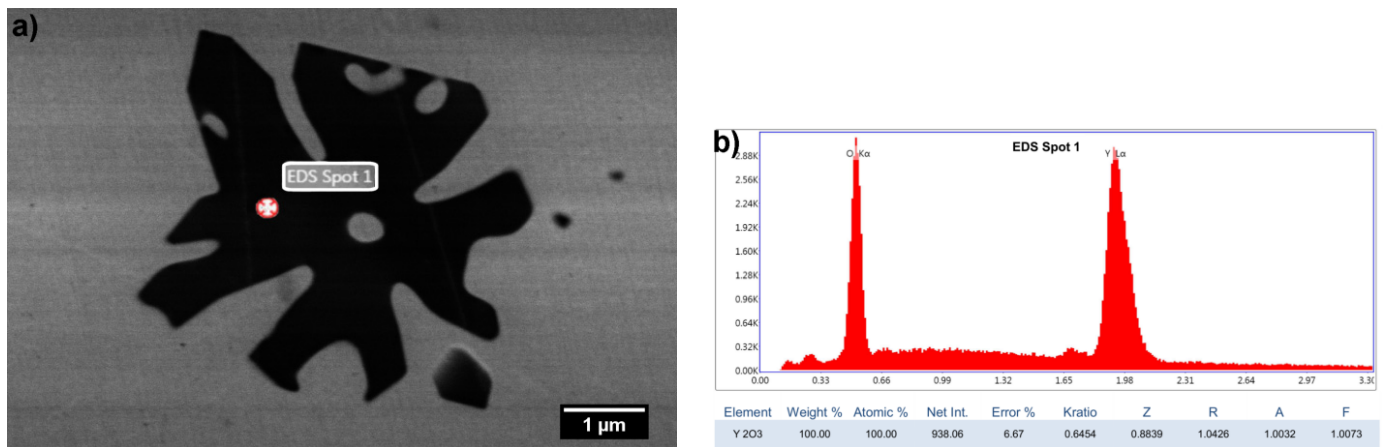 a)
EDS Spot 1
1 µm
b)
EDS Spot 1
O Kα
Y Lα
2.88K
2.56K
2.24K
1.92K
1.60K
1.28K
0.96K
0.64K
0.32K
0.00K
0.00 0.33 0.66 0.99 1.32 1.65 1.98 2.31 2.64 2.97 3.30
Element Weight % Atomic % Net Int. Error % Kratio Z R A F
Y 2O3 100.00 100.00 938.06 6.67 0.6454 0.8839 1.0426 1.0032 1.0073